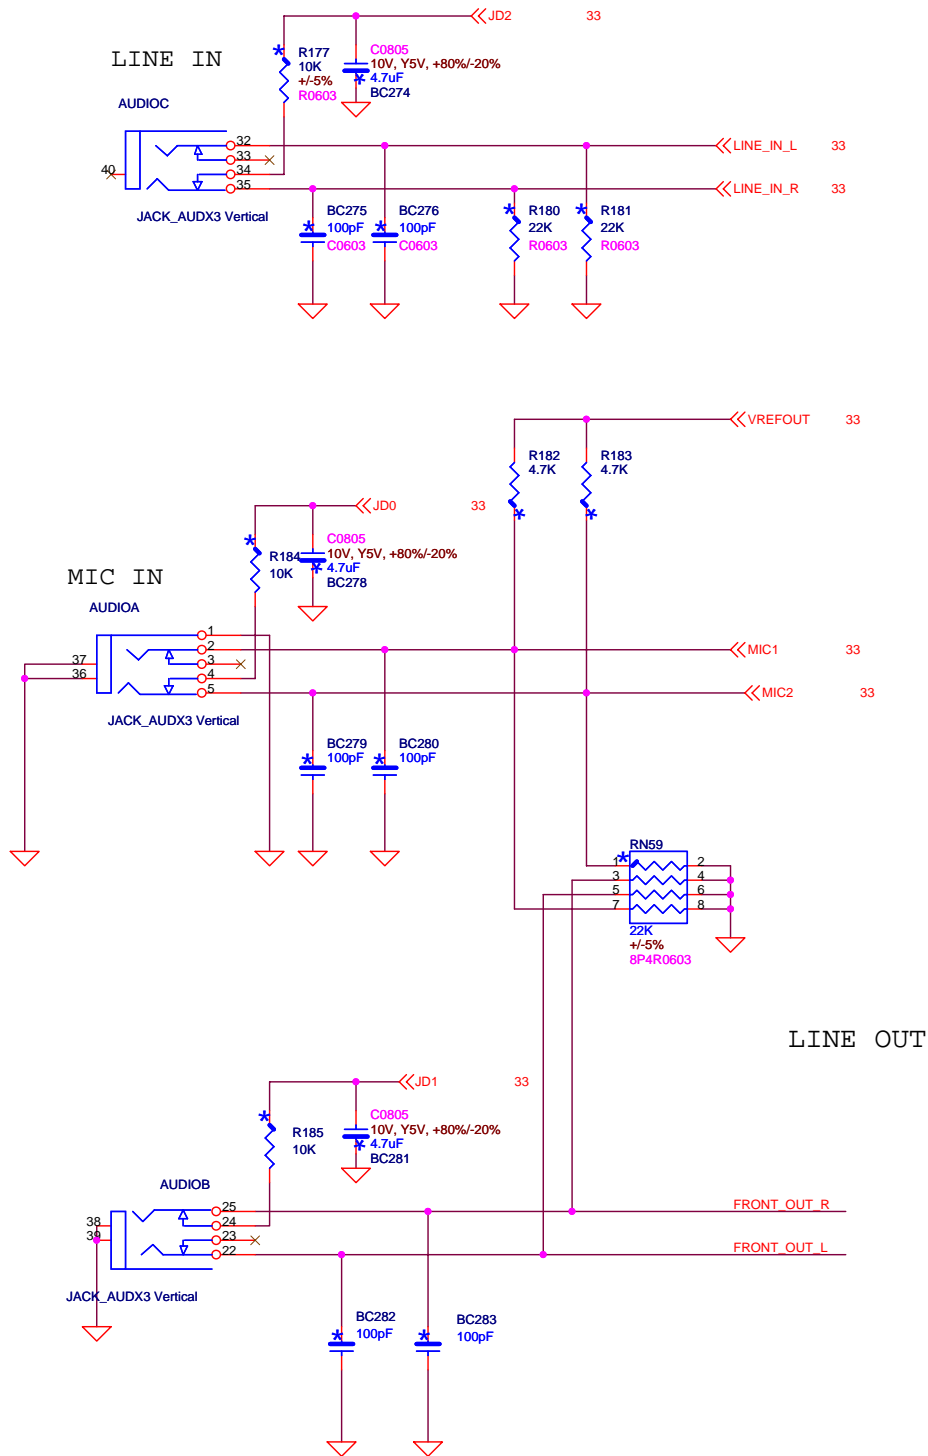 JD2 33
LINE IN
R177
10K
+/-5%
R0603
C0805
10V, Y5V, +80%/-20%
4.7uF
BC274
AUDIOC
40
32
33
34
35
JACK_AUDX3 Vertical
LINE_IN_L 33
LINE_IN_R 33
BC275
100pF
C0603
BC276
100pF
C0603
R180
22K
R0603
R181
22K
R0603
VREFOUT 33
R182
4.7K
R183
4.7K
JD0 33
R184
10K
C0805
10V, Y5V, +80%/-20%
4.7uF
BC278
MIC IN
AUDIOA
37
36
1
2
3
4
5
JACK_AUDX3 Vertical
MIC1 33
MIC2 33
BC279
100pF
BC280
100pF
RN59
1 2
3 4
5 6
7 8
22K
+/-5%
8P4R0603
LINE OUT
JD1 33
R185
10K
C0805
10V, Y5V, +80%/-20%
4.7uF
BC281
AUDIOB
38
39
25
24
23
22
JACK_AUDX3 Vertical
FRONT_OUT_R
FRONT_OUT_L
BC282
100pF
BC283
100pF